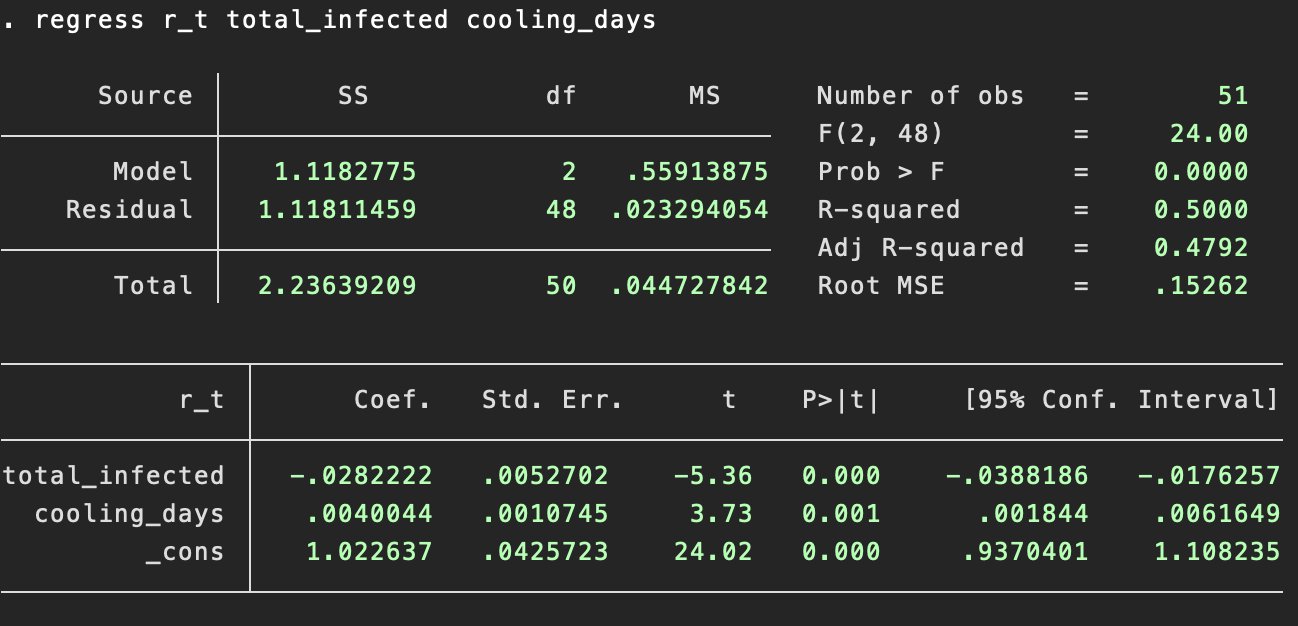 . regress r_t total_infected cooling_days
Source SS df MS Number of obs = 51
F(2, 48) = 24.00
Model 1.1182775 2 .55913875 Prob > F = 0.0000
Residual 1.11811459 48 .023294054 R-squared = 0.5000
Adj R-squared = 0.4792
Total 2.23639209 50 .044727842 Root MSE = .15262
r_t Coef. Std. Err. t P>|t| [95% Conf. Interval]
total_infected -.0282222 .0052702 -5.36 0.000 -.0388186 -.0176257
cooling_days .0040044 .0010745 3.73 0.001 .001844 .0061649
_cons 1.022637 .0425723 24.02 0.000 .9370401 1.108235